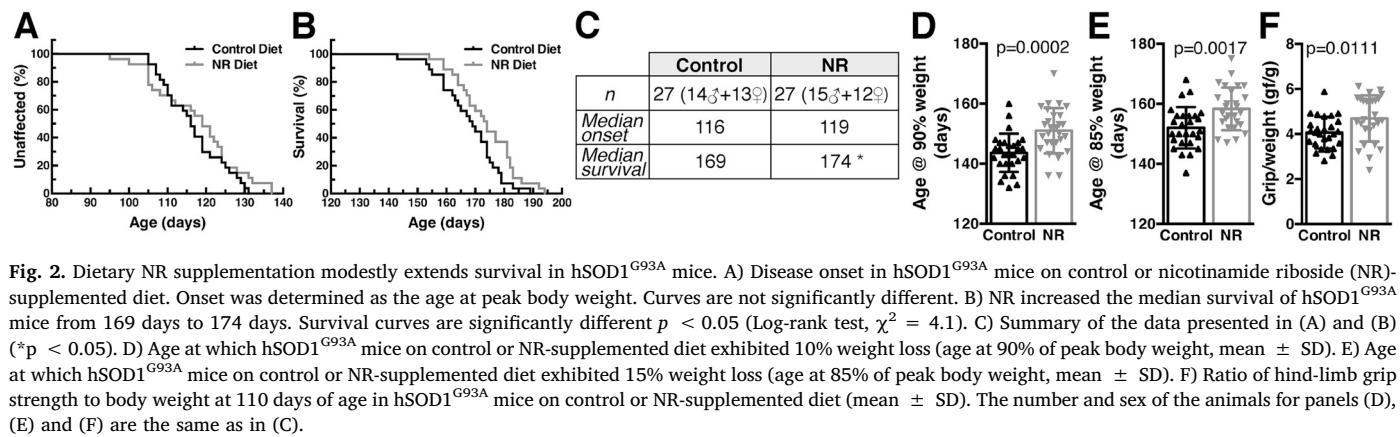 A
Unaffected (%)
100
80
60
40
20
0
80 90 100 110 120 130 140
Age (days)
Control Diet
NR Diet
B
Survival (%)
100
80
60
40
20
0
120 130 140 150 160 170 180 190 200
Age (days)
Control Diet
NR Diet
C
Control NR
n 27 (14♂+13♀) 27 (15♂+12♀)
Median onset 116 119
Median survival 169 174 *
D
Age @ 90% weight (days)
180
160
140
120
p=0.0002
Control NR
E
Age @ 85% weight (days)
180
160
140
120
p=0.0017
Control NR
F
Grip/weight (gf/g)
8
6
4
2
0
p=0.0111
Control NR
Fig. 2. Dietary NR supplementation modestly extends survival in hSOD1^G93A mice. A) Disease onset in hSOD1^G93A mice on control or nicotinamide riboside (NR)-
supplemented diet. Onset was determined as the age at peak body weight. Curves are not significantly different. B) NR increased the median survival of hSOD1^G93A
mice from 169 days to 174 days. Survival curves are significantly different p < 0.05 (Log-rank test, χ² = 4.1). C) Summary of the data presented in (A) and (B)
(*p < 0.05). D) Age at which hSOD1^G93A mice on control or NR-supplemented diet exhibited 10% weight loss (age at 90% of peak body weight, mean ± SD). E) Age
at which hSOD1^G93A mice on control or NR-supplemented diet exhibited 15% weight loss (age at 85% of peak body weight, mean ± SD). F) Ratio of hind-limb grip
strength to body weight at 110 days of age in hSOD1^G93A mice on control or NR-supplemented diet (mean ± SD). The number and sex of the animals for panels (D),
(E) and (F) are the same as in (C).